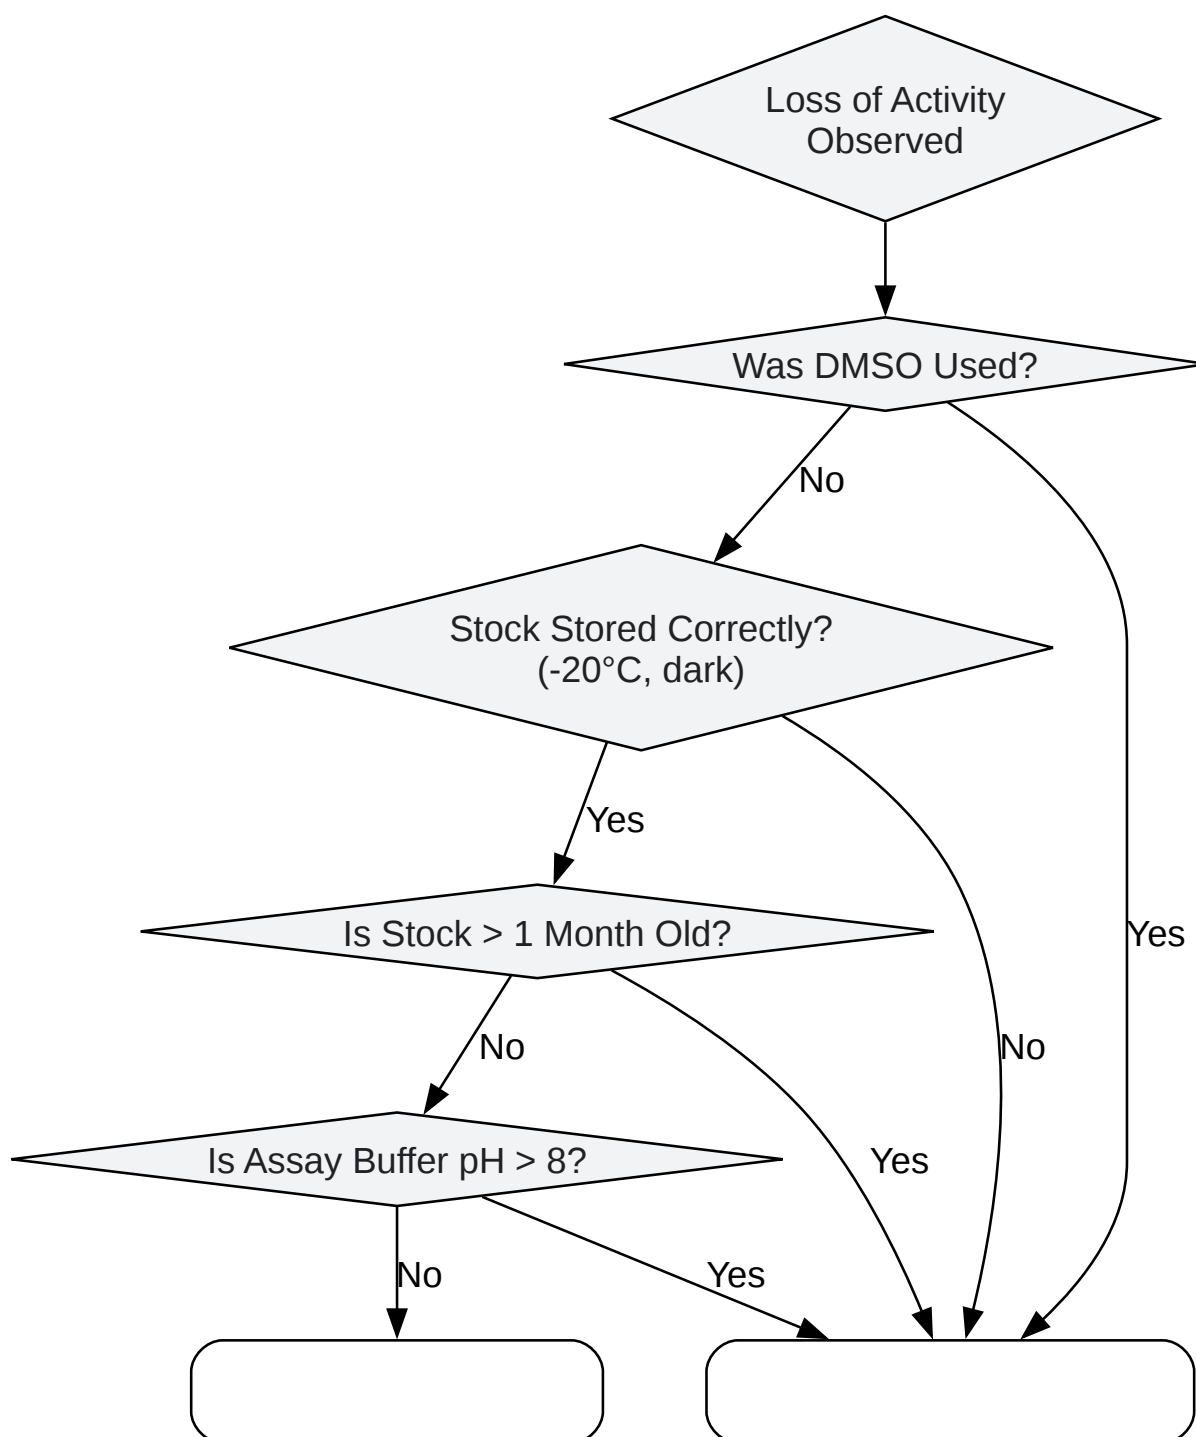 Loss of Activity
Observed
Was DMSO Used?
No
Stock Stored Correctly?
(-20°C, dark)
Yes
Is Stock > 1 Month Old?
Yes
No
No
Is Assay Buffer pH > 8?
Yes
No
Yes